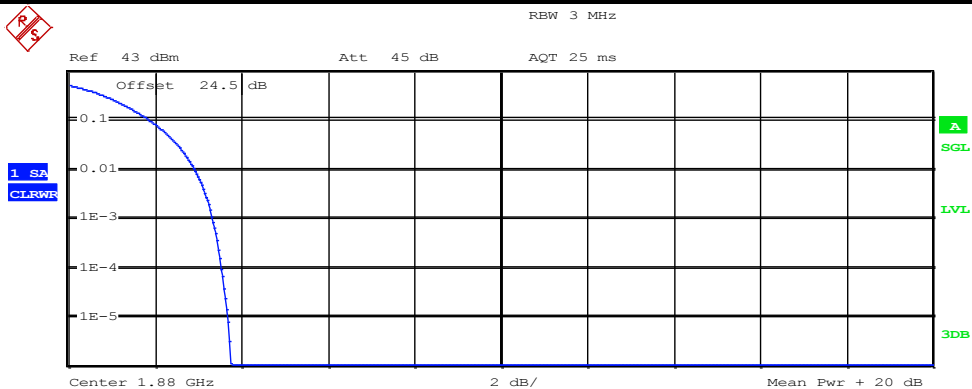 RBW 3 MHz
R
S
Ref 43 dBm Att 45 dB AQT 25 ms
Offset 24.5 dB
0.1
A
SGL
0.01
1 SA
CLRWR
1E-3
LVL
1E-4
1E-5
3DB
Center 1.88 GHz 2 dB/ Mean Pwr + 20 dB